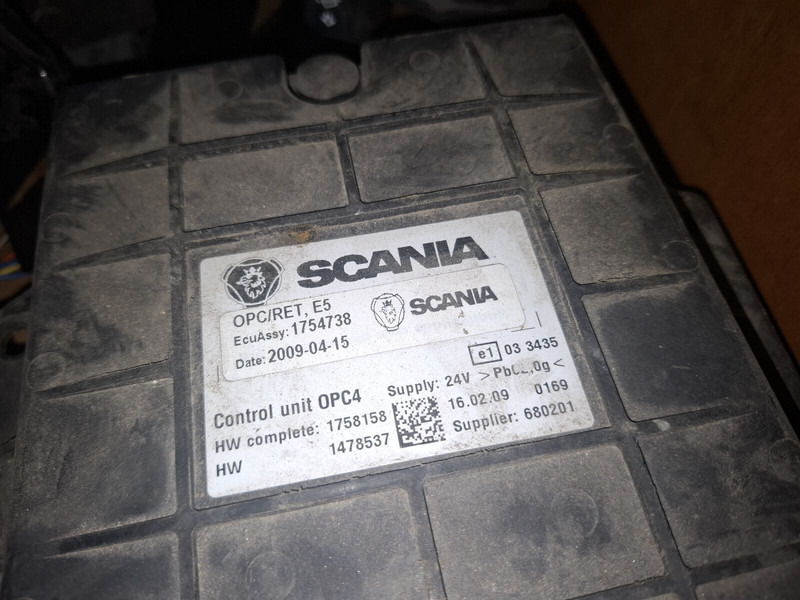 SCANIA
OPC/RET, E5
SCANIA
EcuAssy: 1754738
Date: 2009-04-15
e1 03 3435
Control unit OPC4
Supply: 24V
HW complete: 1758158
16.02.09 0169
HW 1478537
Supplier: 680201